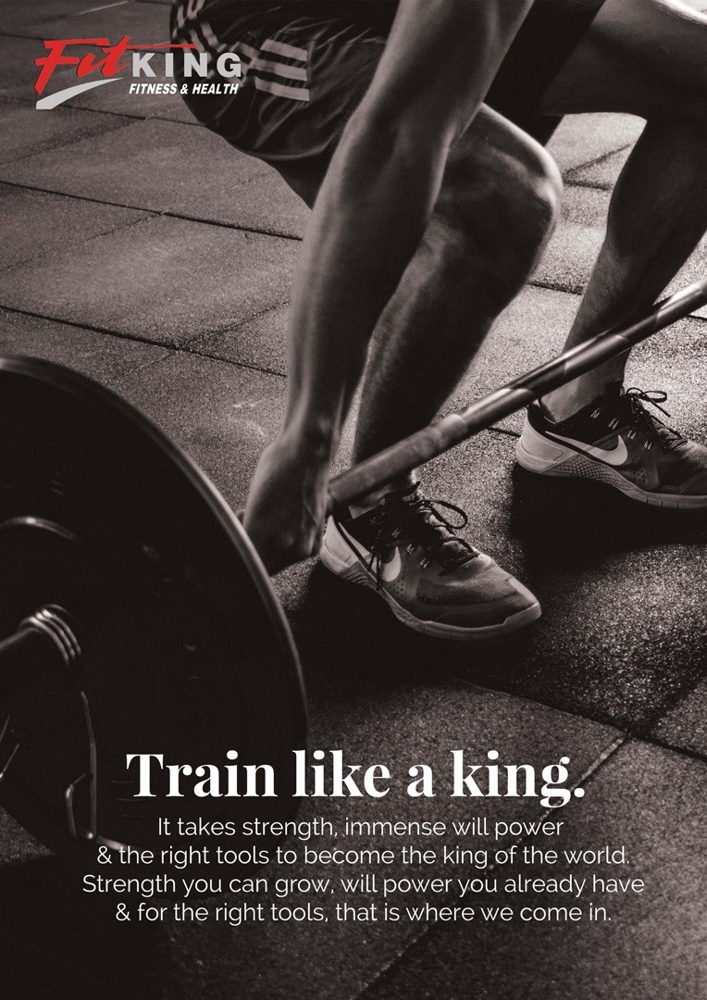 Fit KING
FITNESS & HEALTH
Train like a king.
It takes strength, immense will power
& the right tools to become the king of the world.
Strength you can grow, will power you already have
& for the right tools, that is where we come in.